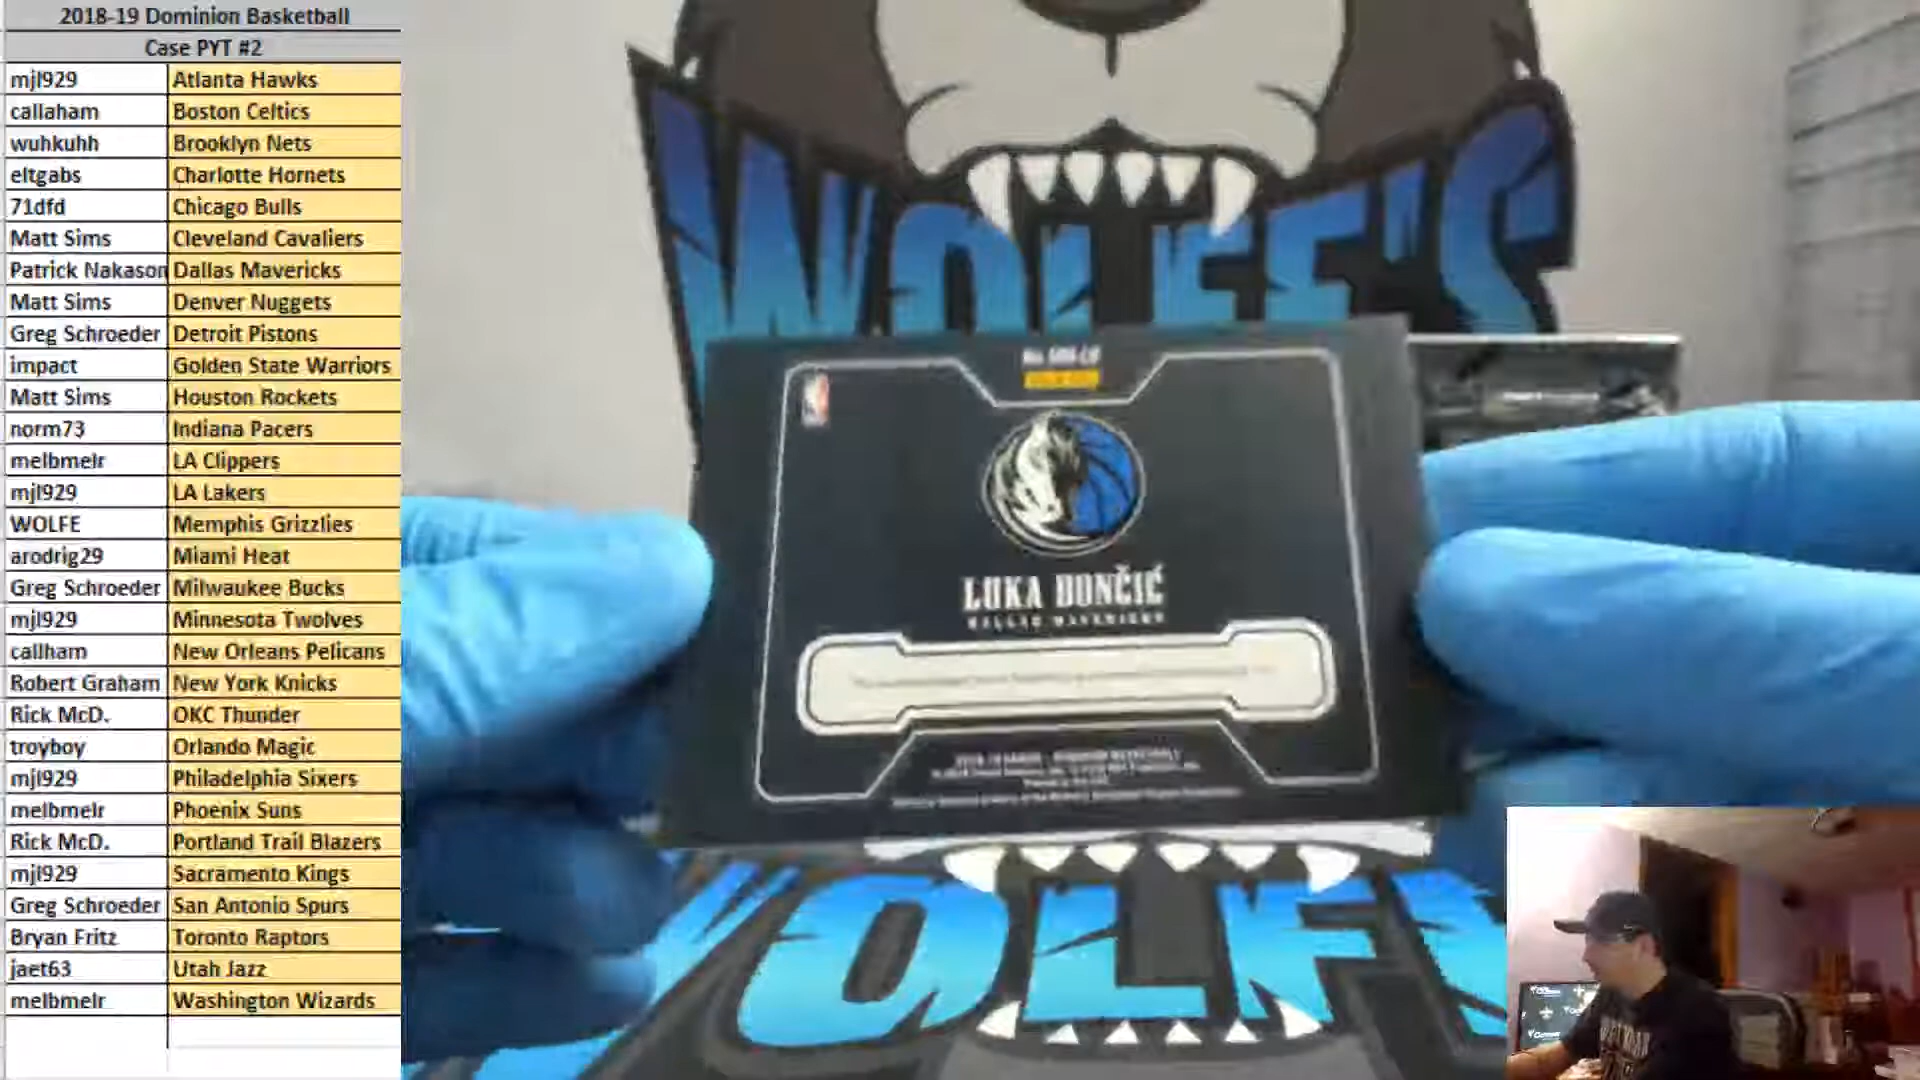 2018-19 Dominion Basketball
Case PYT #2
mjl929 Atlanta Hawks
callaham Boston Celtics
wuhkuhh Brooklyn Nets
eltgabs Charlotte Hornets
71dfd Chicago Bulls
Matt Sims Cleveland Cavaliers
Patrick Nakason Dallas Mavericks
Matt Sims Denver Nuggets
Greg Schroeder Detroit Pistons
impact Golden State Warriors
Matt Sims Houston Rockets
norm73 Indiana Pacers
melbmelr LA Clippers
mjl929 LA Lakers
WOLFE Memphis Grizzlies
arodrig29 Miami Heat
Greg Schroeder Milwaukee Bucks
mjl929 Minnesota Twolves
callham New Orleans Pelicans
Robert Graham New York Knicks
Rick McD. OKC Thunder
troyboy Orlando Magic
mjl929 Philadelphia Sixers
melbmelr Phoenix Suns
Rick McD. Portland Trail Blazers
mjl929 Sacramento Kings
Greg Schroeder San Antonio Spurs
Bryan Fritz Toronto Raptors
jaet63 Utah Jazz
melbmelr Washington Wizards
WOLFE'S
LUKA DONČIĆ
DALLAS MAVERICKS
WOLFE